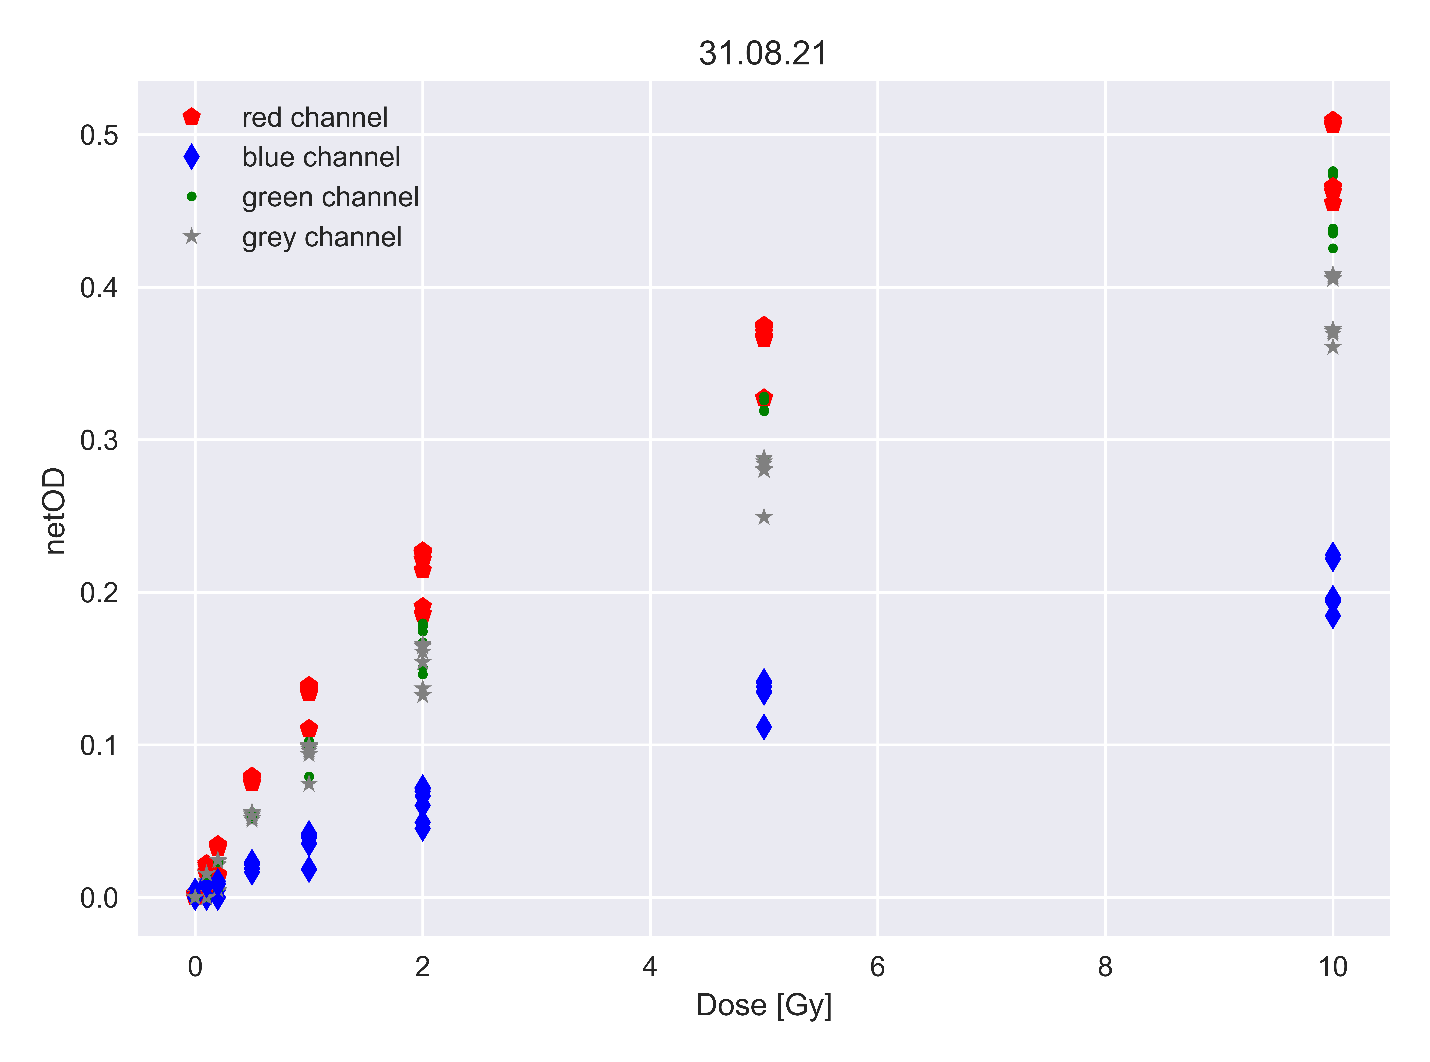 31.08.21
red channel
blue channel
green channel
grey channel
0.5
0.4
0.3
0.2
0.1
0.0
netOD
0 2 4 6 8 10
Dose [Gy]